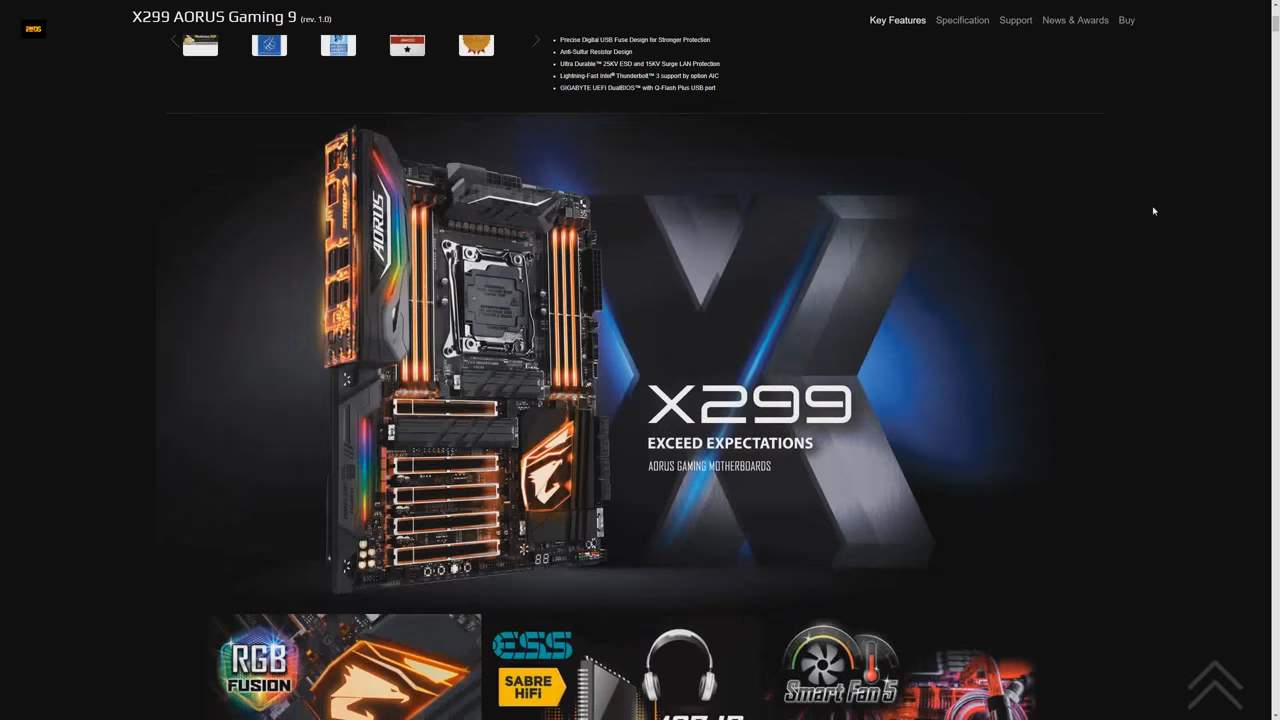 X299 AORUS Gaming 9 (rev. 1.0)
Key Features Specification Support News & Awards Buy
Precise Digital USB Fuse Design for Stronger Protection
Anti-Sulfur Resistor Design
Ultra Durable™ 25KV ESD and 15KV Surge LAN Protection
Lightning-Fast Intel® Thunderbolt™ 3 support by option AIC
GIGABYTE UEFI DualBIOS™ with Q-Flash Plus USB port
AORUS
X299
EXCEED EXPECTATIONS
AORUS GAMING MOTHERBOARDS
RGB
FUSION
ESS
SABRE
HiFi
Smart Fan 5